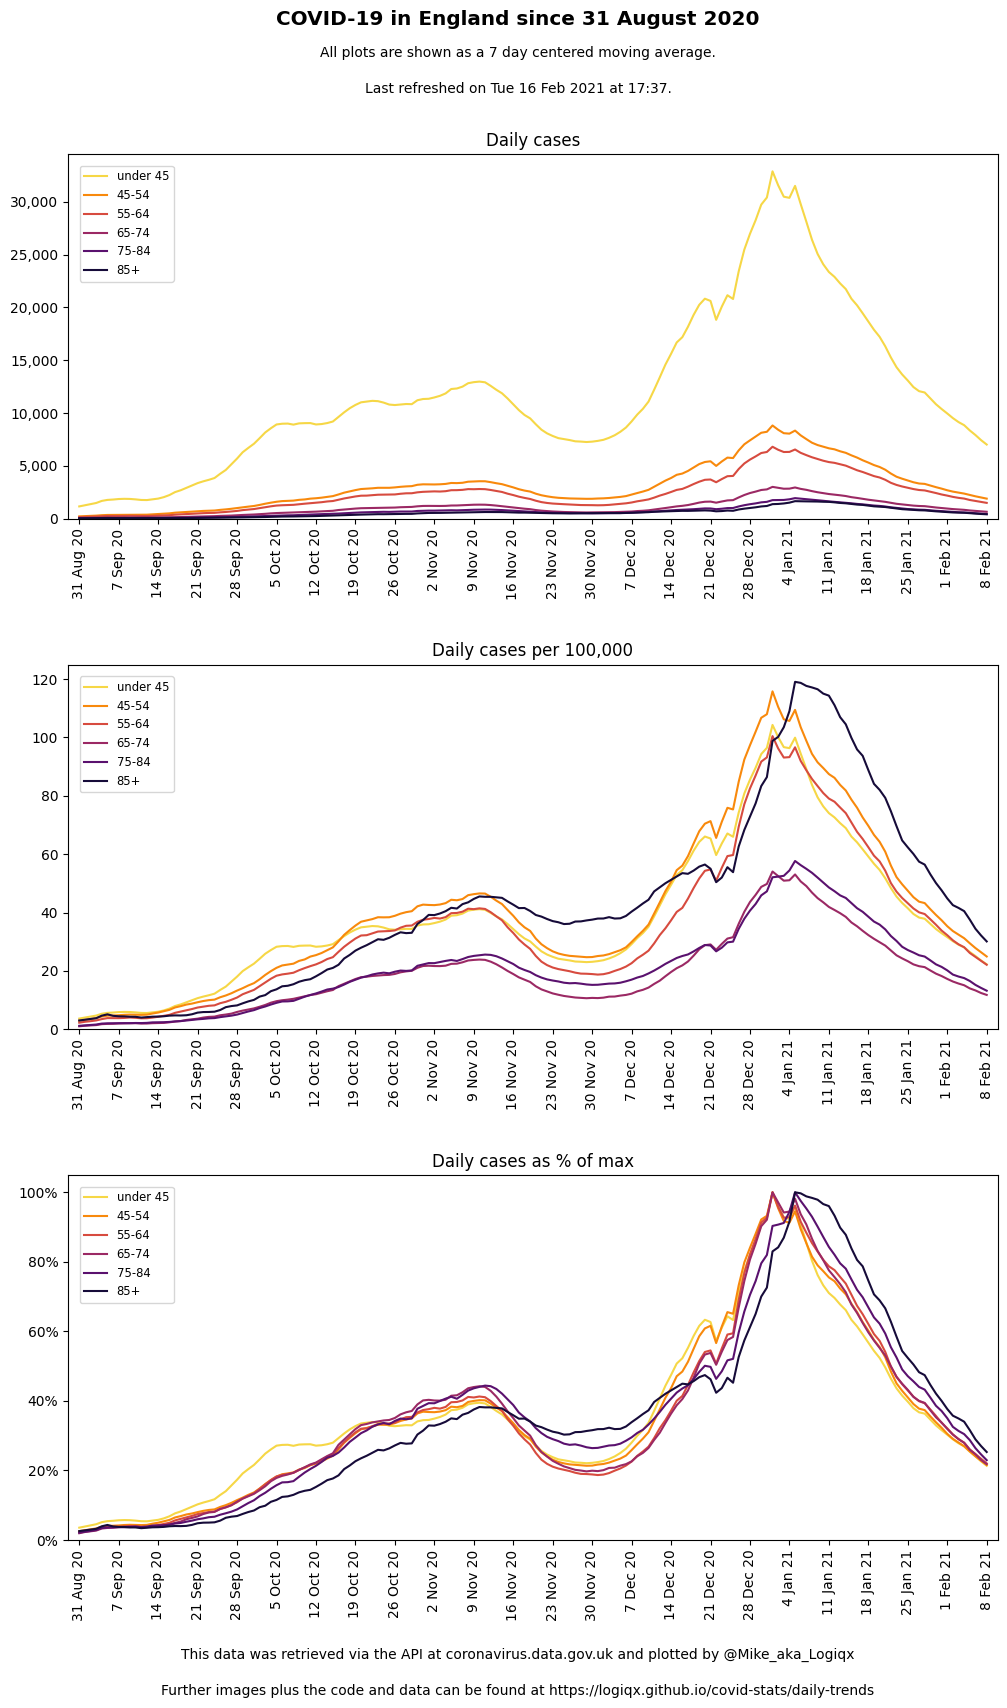 COVID-19 in England since 31 August 2020
All plots are shown as a 7 day centered moving average.
Last refreshed on Tue 16 Feb 2021 at 17:37.
Daily cases
under 45
45-54
55-64
65-74
75-84
85+
30,000
25,000
20,000
15,000
10,000
5,000
0
31 Aug 20
7 Sep 20
14 Sep 20
21 Sep 20
28 Sep 20
5 Oct 20
12 Oct 20
19 Oct 20
26 Oct 20
2 Nov 20
9 Nov 20
16 Nov 20
23 Nov 20
30 Nov 20
7 Dec 20
14 Dec 20
21 Dec 20
28 Dec 20
4 Jan 21
11 Jan 21
18 Jan 21
25 Jan 21
1 Feb 21
8 Feb 21
Daily cases per 100,000
under 45
45-54
55-64
65-74
75-84
85+
120
100
80
60
40
20
0
31 Aug 20
7 Sep 20
14 Sep 20
21 Sep 20
28 Sep 20
5 Oct 20
12 Oct 20
19 Oct 20
26 Oct 20
2 Nov 20
9 Nov 20
16 Nov 20
23 Nov 20
30 Nov 20
7 Dec 20
14 Dec 20
21 Dec 20
28 Dec 20
4 Jan 21
11 Jan 21
18 Jan 21
25 Jan 21
1 Feb 21
8 Feb 21
Daily cases as % of max
under 45
45-54
55-64
65-74
75-84
85+
100%
80%
60%
40%
20%
0%
31 Aug 20
7 Sep 20
14 Sep 20
21 Sep 20
28 Sep 20
5 Oct 20
12 Oct 20
19 Oct 20
26 Oct 20
2 Nov 20
9 Nov 20
16 Nov 20
23 Nov 20
30 Nov 20
7 Dec 20
14 Dec 20
21 Dec 20
28 Dec 20
4 Jan 21
11 Jan 21
18 Jan 21
25 Jan 21
1 Feb 21
8 Feb 21
This data was retrieved via the API at coronavirus.data.gov.uk and plotted by @Mike_aka_Logiqx
Further images plus the code and data can be found at https://logiqx.github.io/covid-stats/daily-trends